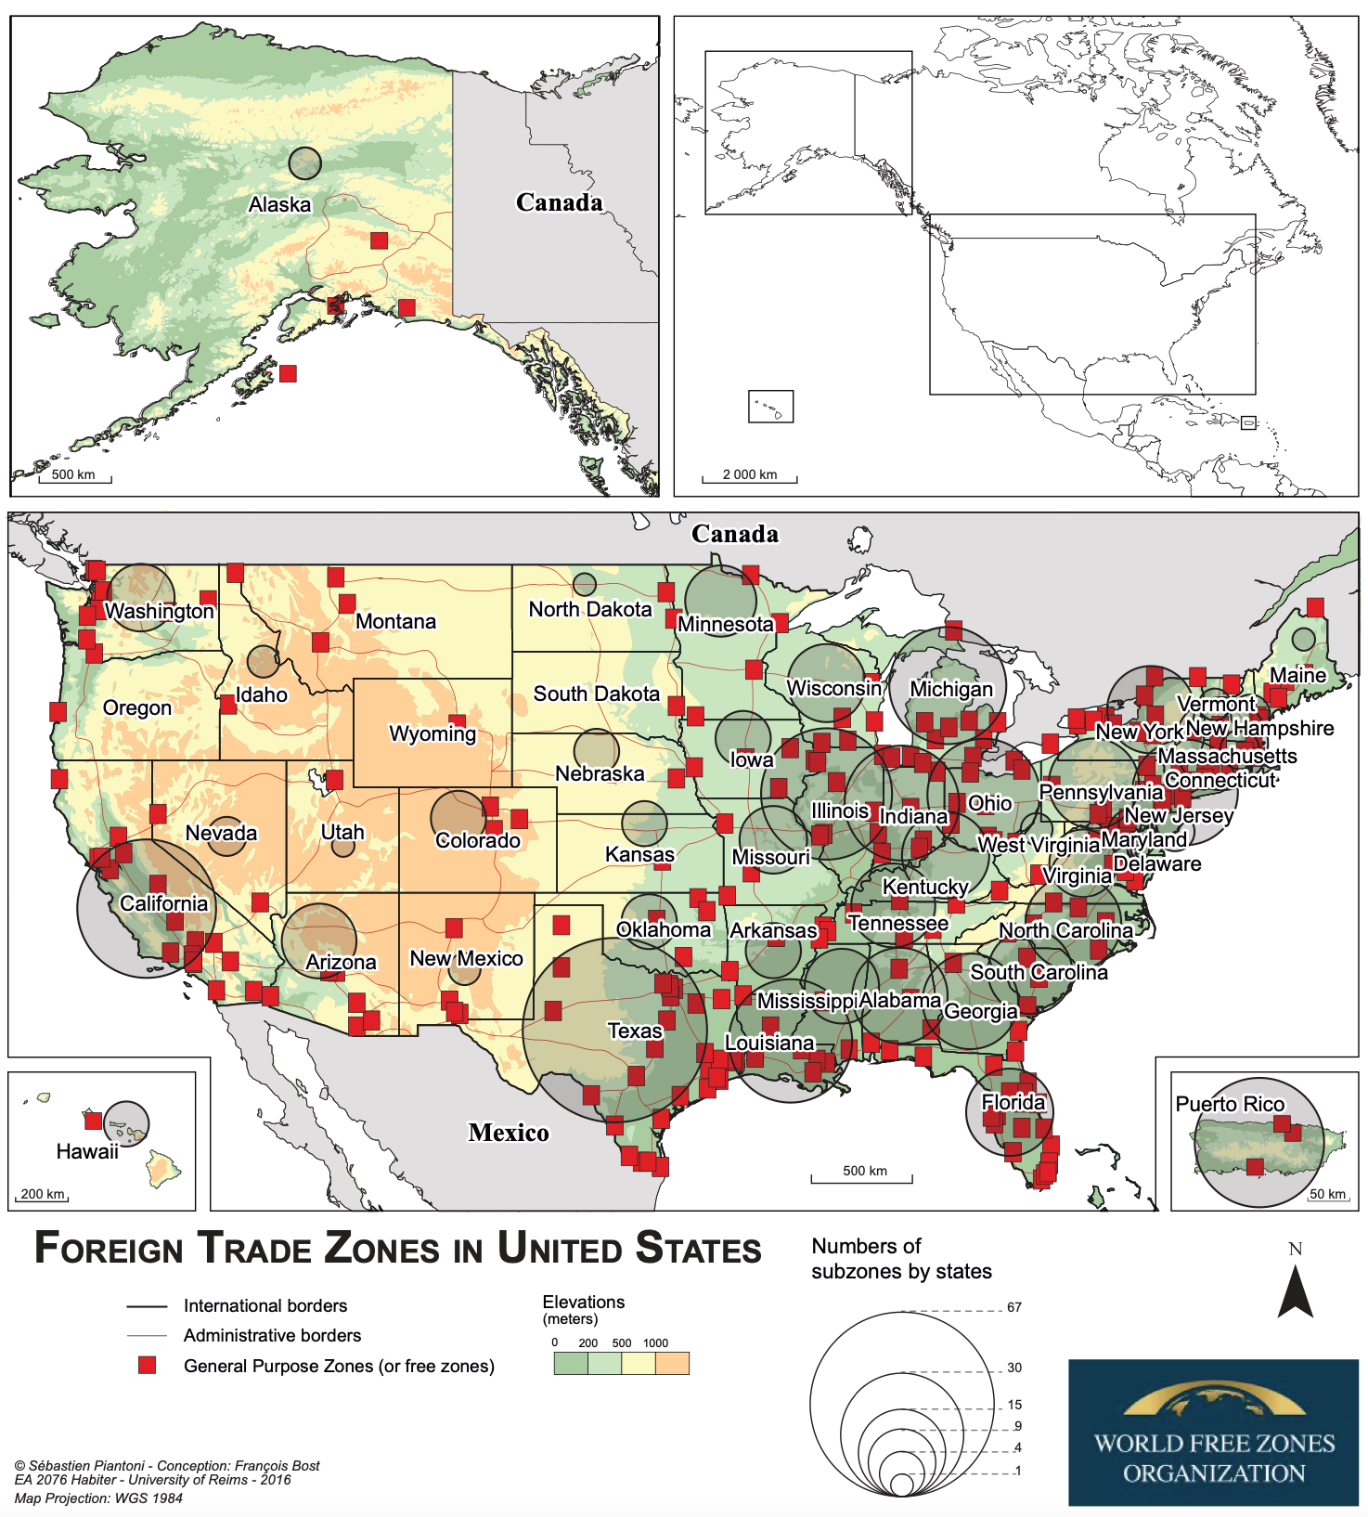 Alaska
Canada
500 km
2 000 km
Canada
Washington
Montana
North Dakota
Minnesota
Oregon
Idaho
South Dakota
Wisconsin
Michigan
Maine
Vermont
Wyoming
New York
New Hampshire
Nebraska
Iowa
Massachusetts
Connecticut
Pennsylvania
Nevada
Utah
Colorado
Illinois
Indiana
Ohio
New Jersey
Kansas
Missouri
West Virginia
Maryland
Delaware
California
Kentucky
Virginia
Oklahoma
Arkansas
Tennessee
North Carolina
Arizona
New Mexico
South Carolina
Mississippi
Alabama
Georgia
Texas
Louisiana
Florida
Mexico
500 km
Hawaii
200 km
Puerto Rico
50 km
FOREIGN TRADE ZONES IN UNITED STATES
International borders
Administrative borders
General Purpose Zones (or free zones)
Elevations
(meters)
0 200 500 1000
Numbers of
subzones by states
67
30
15
9
4
1
N
WORLD FREE ZONES
ORGANIZATION
© Sébastien Piantoni - Conception: François Bost
EA 2076 Habiter - University of Reims - 2016
Map Projection: WGS 1984